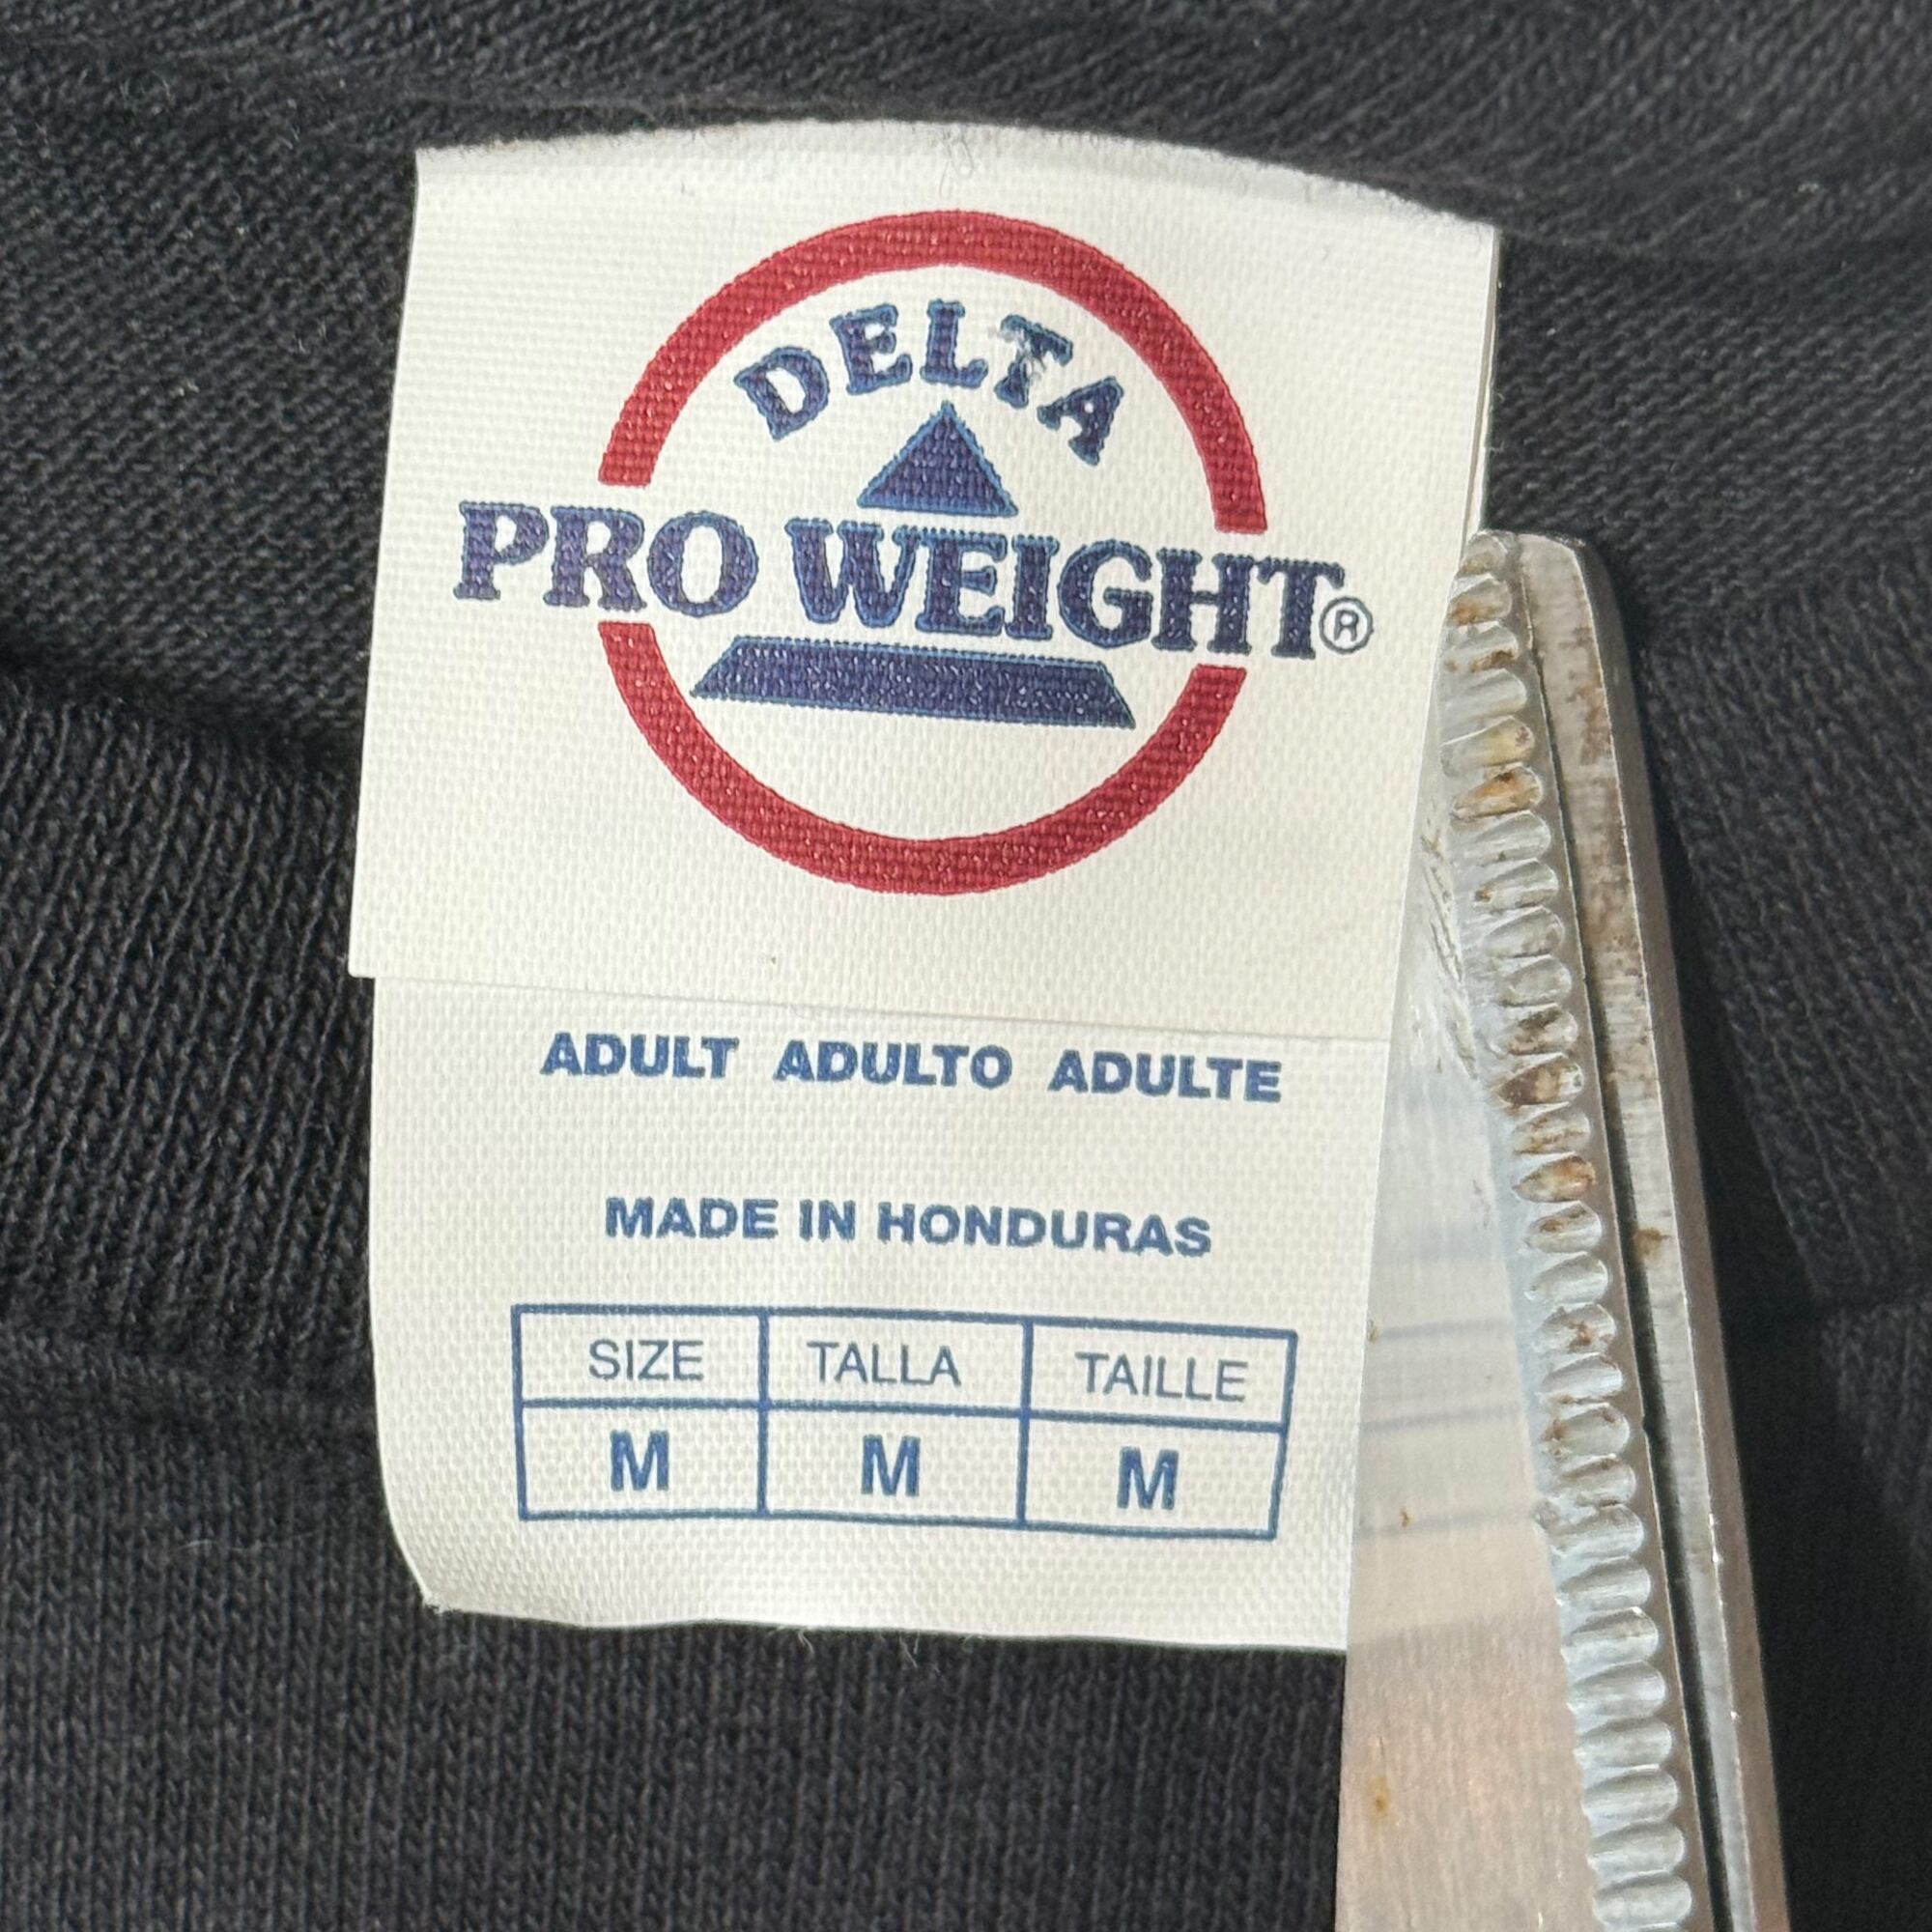 DELTA
PRO WEIGHT®
ADULT ADULTO ADULTE
MADE IN HONDURAS
SIZE TALLA TAILLE
M M M